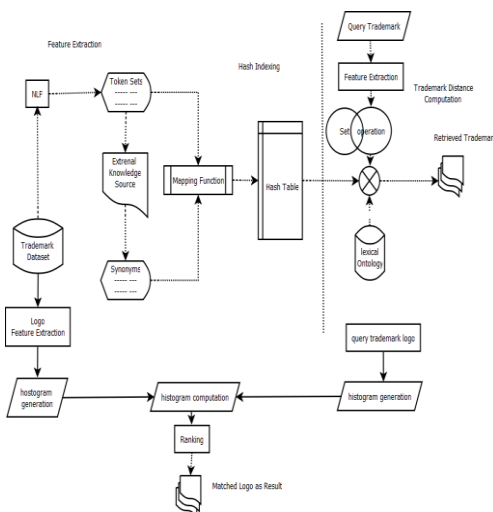 Feature Extraction
Hash Indexing
Query Trademark
Feature Extraction
Trademark Distance
Computation
NLF
Token Sets
----- ---
----- ---
Set operation
Retrieved Trademar
Extrenal
Knowledge
Source
Mapping Function
Hash Table
Trademark
Dataset
Synonyms
----- ---
----- ---
lexical
Ontology
Logo
Feature Extraction
query trademark logo
hostogram
generation
histogram computation
histogram generation
Ranking
Matched Logo as Result